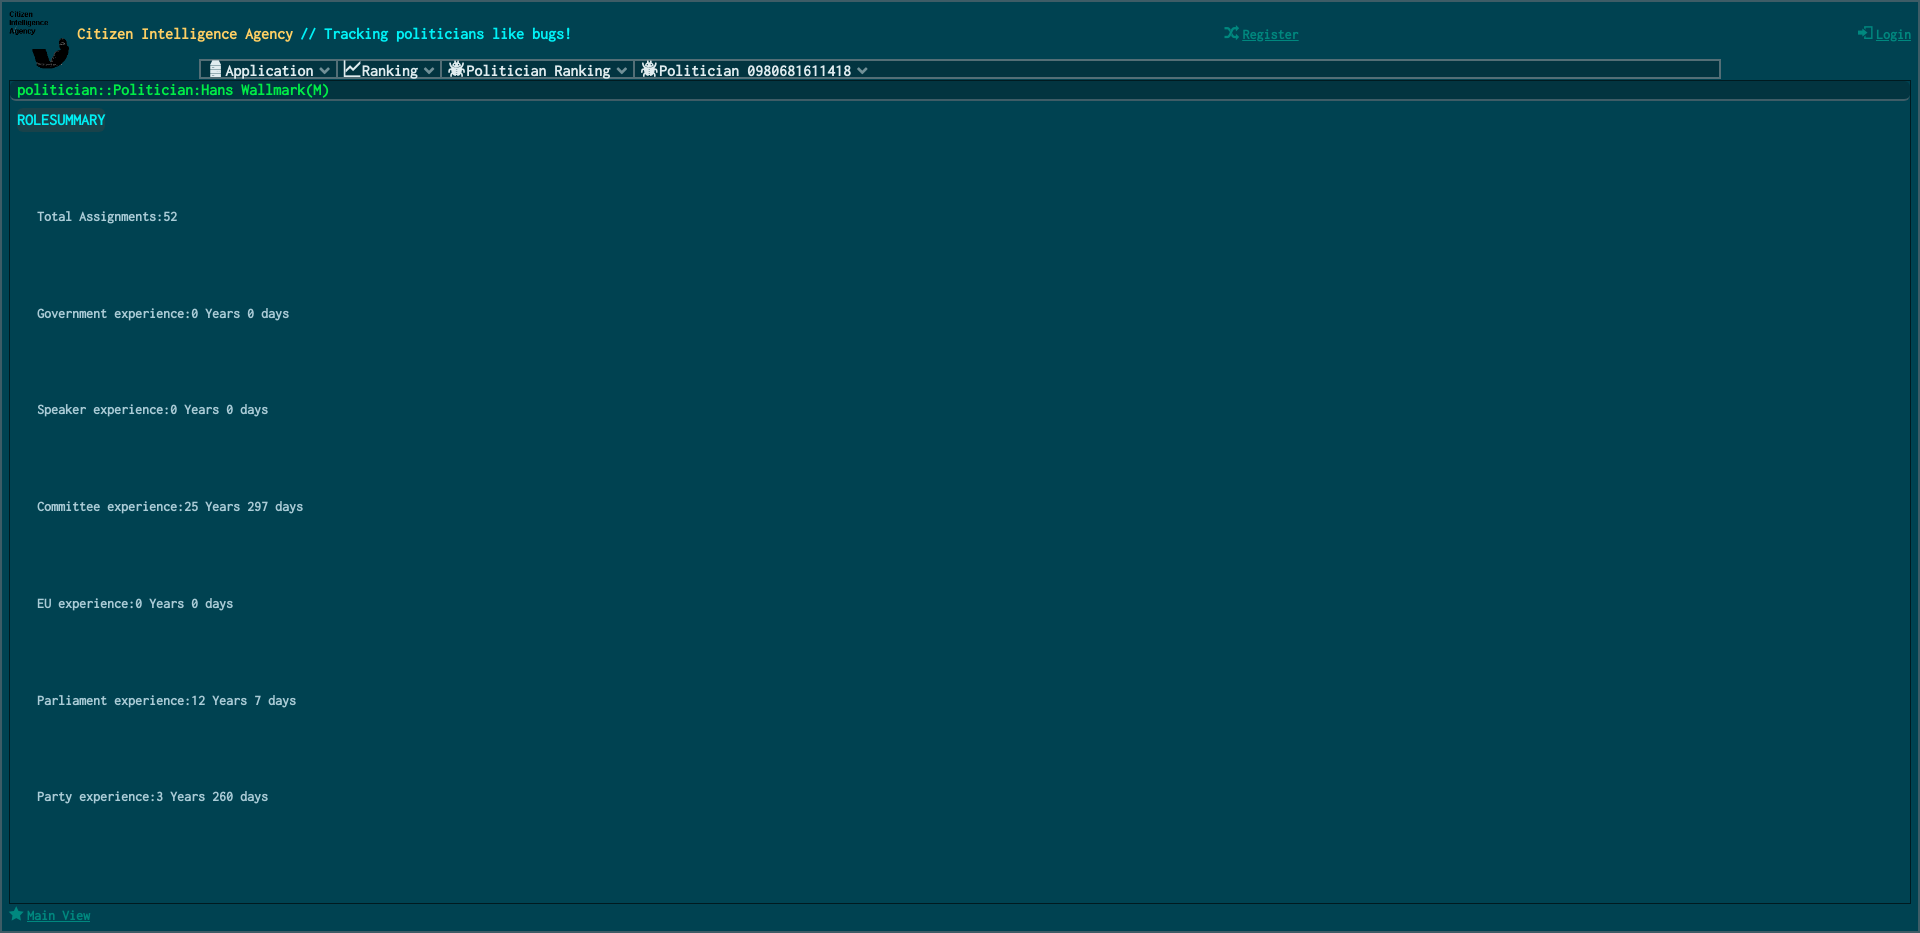 Citizen
Intelligence
Agency
Citizen Intelligence Agency // Tracking politicians like bugs!
Register
Login
Application
Ranking
Politician Ranking
Politician 0980681611418
politician::Politician:Hans Wallmark(M)
ROLESUMMARY
Total Assignments:52
Government experience:0 Years 0 days
Speaker experience:0 Years 0 days
Committee experience:25 Years 297 days
EU experience:0 Years 0 days
Parliament experience:12 Years 7 days
Party experience:3 Years 260 days
Main View